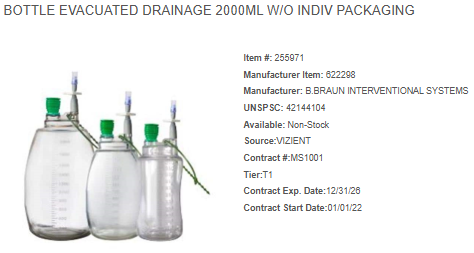 BOTTLE EVACUATED DRAINAGE 2000ML W/O INDIV PACKAGING
Item #: 255971
Manufacturer Item: 622298
Manufacturer: B.BRAUN INTERVENTIONAL SYSTEMS
UNSPSC: 42144104
Available: Non-Stock
Source:VIZIENT
Contract #:MS1001
Tier:T1
Contract Exp. Date:12/31/26
Contract Start Date:01/01/22